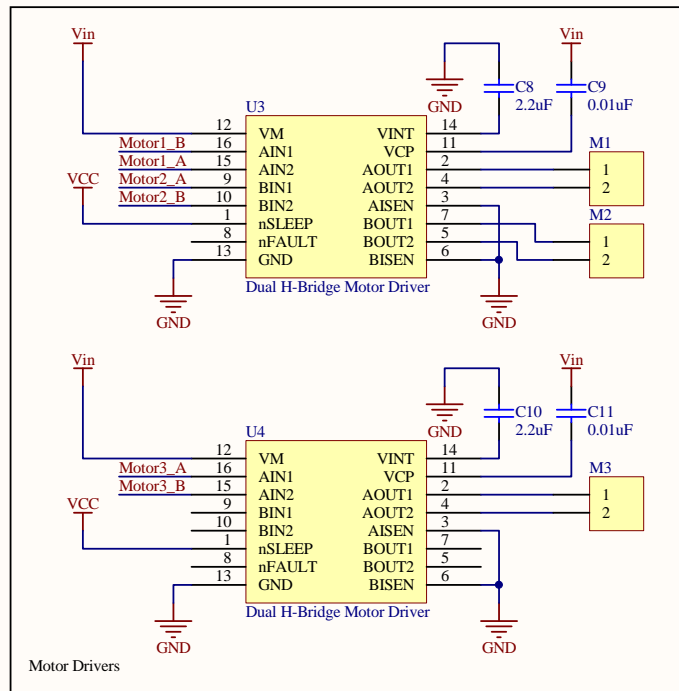 Vin Vin
C8 C9
GND 2.2uF 0.01uF
U3
12 VM VINT 14
Motor1_B 16 AIN1 VCP 11 M1
Motor1_A 15 AIN2 AOUT1 2 1
VCC Motor2_A 9 BIN1 AOUT2 4 2
Motor2_B 10 BIN2 AISEN 3
1 nSLEEP BOUT1 7 M2
8 nFAULT BOUT2 5 1
13 GND BISEN 6 2
GND Dual H-Bridge Motor Driver GND
Vin Vin
C10 C11
GND 2.2uF 0.01uF
U4
12 VM VINT 14
Motor3_A 16 AIN1 VCP 11 M3
Motor3_B 15 AIN2 AOUT1 2 1
VCC 9 BIN1 AOUT2 4 2
10 BIN2 AISEN 3
1 nSLEEP BOUT1 7
8 nFAULT BOUT2 5
13 GND BISEN 6
GND Dual H-Bridge Motor Driver GND
Motor Drivers